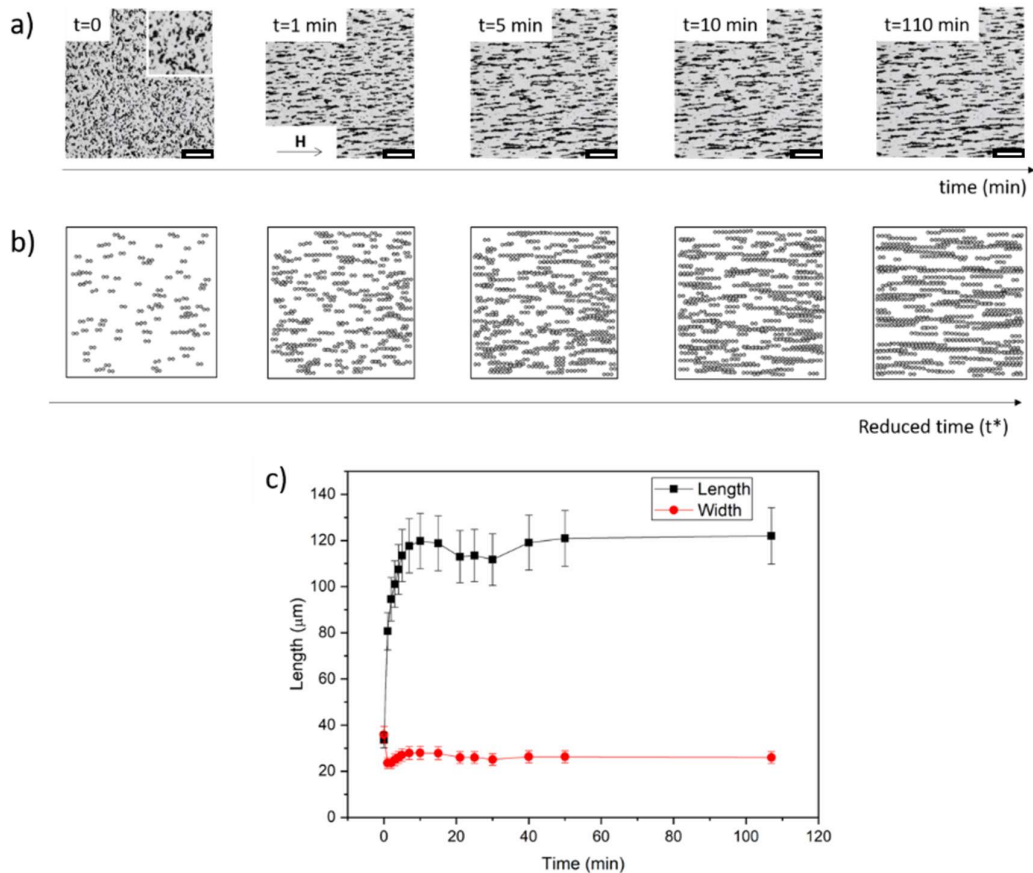 a)
t=0
t=1 min
t=5 min
t=10 min
t=110 min
H
time (min)
b)
Reduced time (t*)
c)
140
120
100
80
60
40
20
0
Length (μm)
Length
Width
0
20
40
60
80
100
120
Time (min)